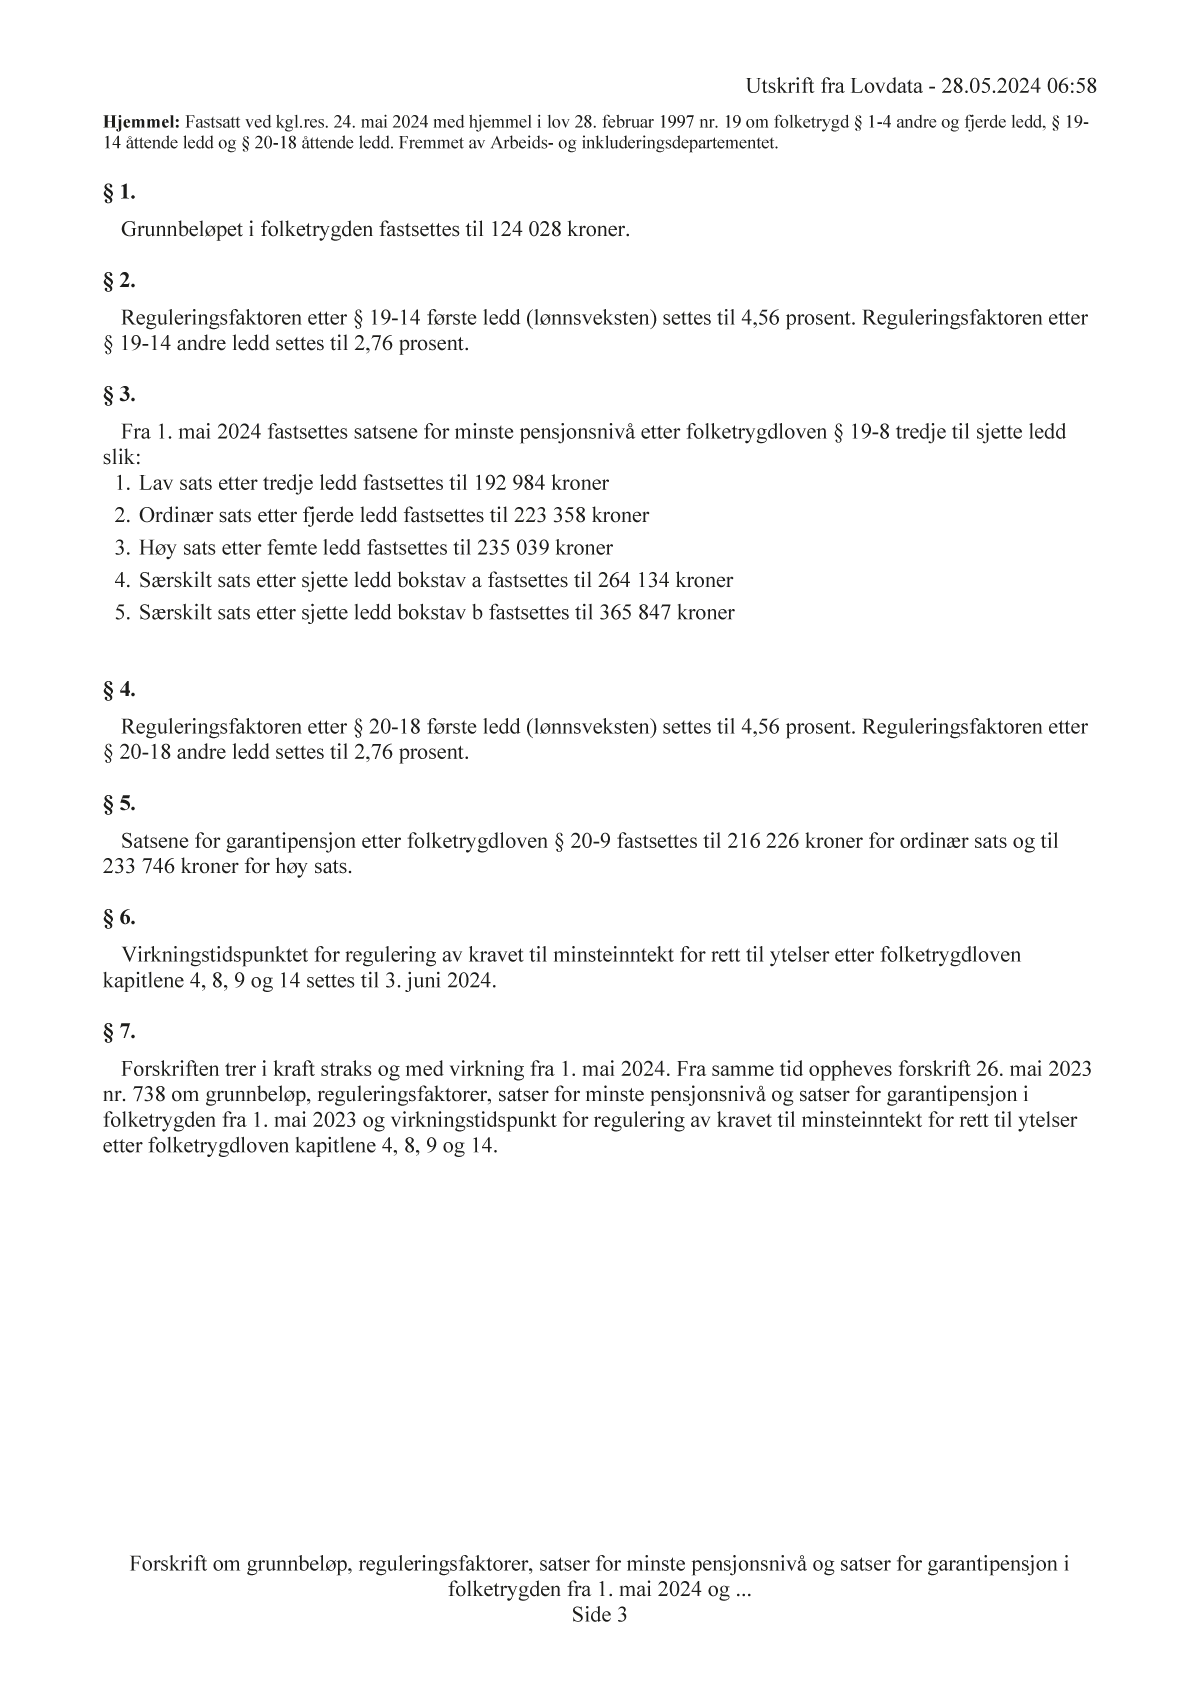 Utskrift fra Lovdata - 28.05.2024 06:58
Hjemmel: Fastsatt ved kgl.res. 24. mai 2024 med hjemmel i lov 28. februar 1997 nr. 19 om folketrygd § 1-4 andre og fjerde ledd, § 19-
14 åttende ledd og § 20-18 åttende ledd. Fremmet av Arbeids- og inkluderingsdepartementet.
§ 1.
Grunnbeløpet i folketrygden fastsettes til 124 028 kroner.
§ 2.
Reguleringsfaktoren etter § 19-14 første ledd (lønnsveksten) settes til 4,56 prosent. Reguleringsfaktoren etter
§ 19-14 andre ledd settes til 2,76 prosent.
§ 3.
Fra 1. mai 2024 fastsettes satsene for minste pensjonsnivå etter folketrygdloven § 19-8 tredje til sjette ledd
slik:
1. Lav sats etter tredje ledd fastsettes til 192 984 kroner
2. Ordinær sats etter fjerde ledd fastsettes til 223 358 kroner
3. Høy sats etter femte ledd fastsettes til 235 039 kroner
4. Særskilt sats etter sjette ledd bokstav a fastsettes til 264 134 kroner
5. Særskilt sats etter sjette ledd bokstav b fastsettes til 365 847 kroner
§ 4.
Reguleringsfaktoren etter § 20-18 første ledd (lønnsveksten) settes til 4,56 prosent. Reguleringsfaktoren etter
§ 20-18 andre ledd settes til 2,76 prosent.
§ 5.
Satsene for garantipensjon etter folketrygdloven § 20-9 fastsettes til 216 226 kroner for ordinær sats og til
233 746 kroner for høy sats.
§ 6.
Virkningstidspunktet for regulering av kravet til minsteinntekt for rett til ytelser etter folketrygdloven
kapitlene 4, 8, 9 og 14 settes til 3. juni 2024.
§ 7.
Forskriften trer i kraft straks og med virkning fra 1. mai 2024. Fra samme tid oppheves forskrift 26. mai 2023
nr. 738 om grunnbeløp, reguleringsfaktorer, satser for minste pensjonsnivå og satser for garantipensjon i
folketrygden fra 1. mai 2023 og virkningstidspunkt for regulering av kravet til minsteinntekt for rett til ytelser
etter folketrygdloven kapitlene 4, 8, 9 og 14.
Forskrift om grunnbeløp, reguleringsfaktorer, satser for minste pensjonsnivå og satser for garantipensjon i
folketrygden fra 1. mai 2024 og ...
Side 3